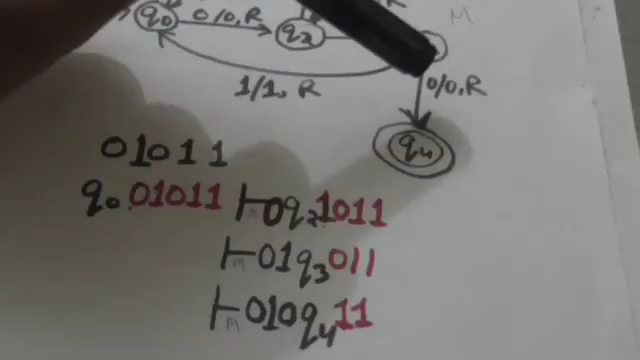 M
q0 0/0,R q2
1/1, R 0/0,R
q4
01011
q0 01011 ⊢M 0q2 1011
⊢M 01q3 011
⊢M 010q4 11